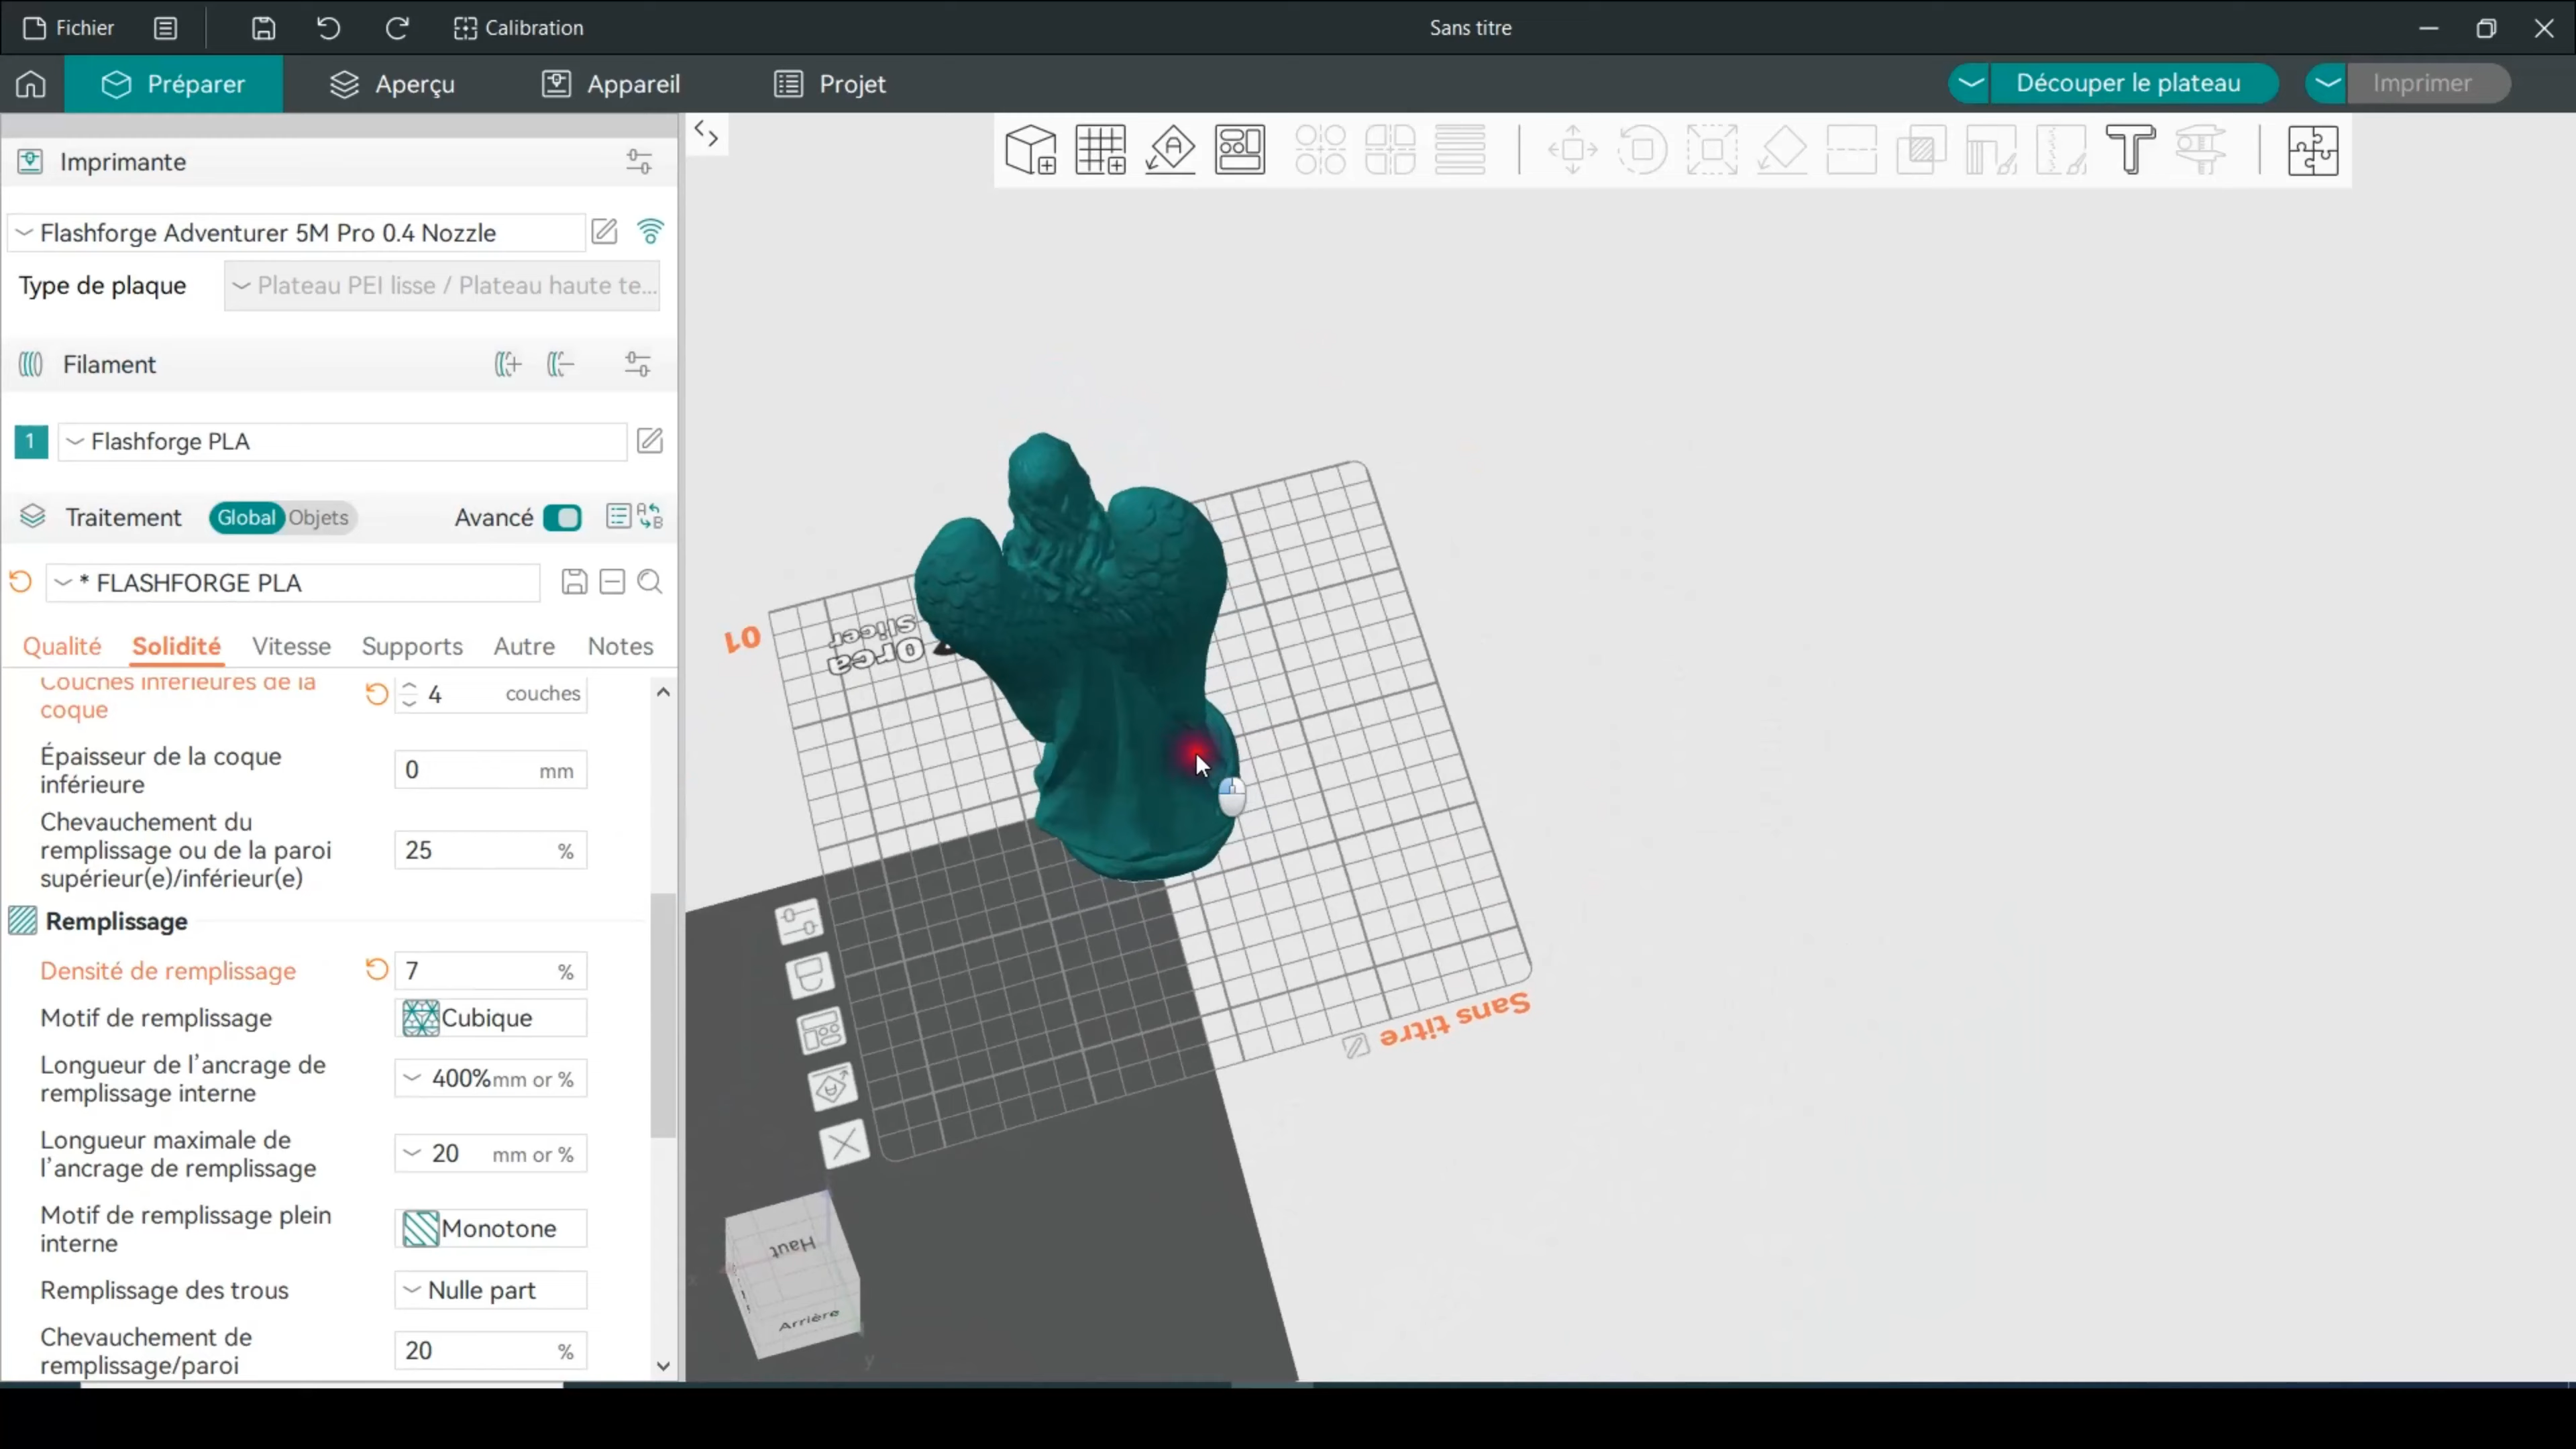 Fichier
Calibration
Sans titre
Préparer
Aperçu
Appareil
Projet
Découper le plateau
Imprimer
Imprimante
Flashforge Adventurer 5M Pro 0.4 Nozzle
Type de plaque
Plateau PEI lisse / Plateau haute te...
Filament
1
Flashforge PLA
Traitement
Global
Objets
Avancé
* FLASHFORGE PLA
Qualité
Solidité
Vitesse
Supports
Autre
Notes
Couches inférieures de la
coque
4 couches
Épaisseur de la coque
inférieure
0 mm
Chevauchement du
remplissage ou de la paroi
supérieur(e)/inférieur(e)
25 %
Remplissage
Densité de remplissage
7 %
Motif de remplissage
Cubique
Longueur de l'ancrage de
remplissage interne
400% mm or %
Longueur maximale de
l'ancrage de remplissage
20 mm or %
Motif de remplissage plein
interne
Monotone
Remplissage des trous
Nulle part
Chevauchement de
remplissage/paroi
20 %
01
Orca
Slicer
Sans titre
Haut
Arrière
x
y